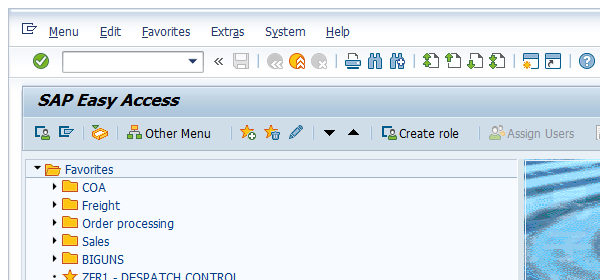 Menu Edit Favorites Extras System Help
SAP Easy Access
Other Menu Create role Assign Users
Favorites
COA
Freight
Order processing
Sales
BIGUNS
ZFR1 - DESPATCH CONTROL